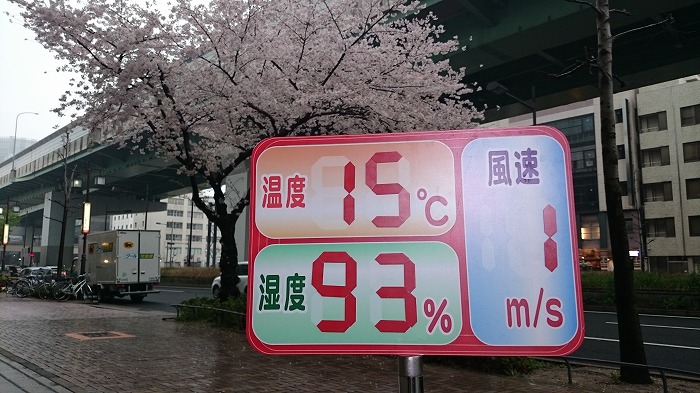 温度 15℃
湿度 93%
風速
1
m/s